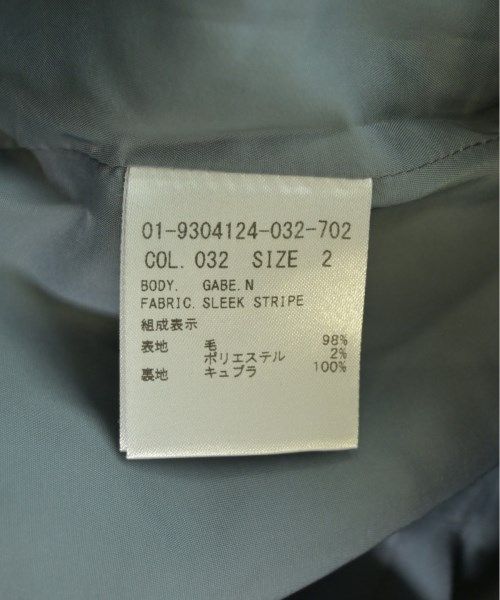 01-9304124-032-702
COL. 032 SIZE 2
BODY. GABE.N
FABRIC. SLEEK STRIPE
組成表示
表地 毛 98%
ポリエステル 2%
裏地 キュプラ 100%